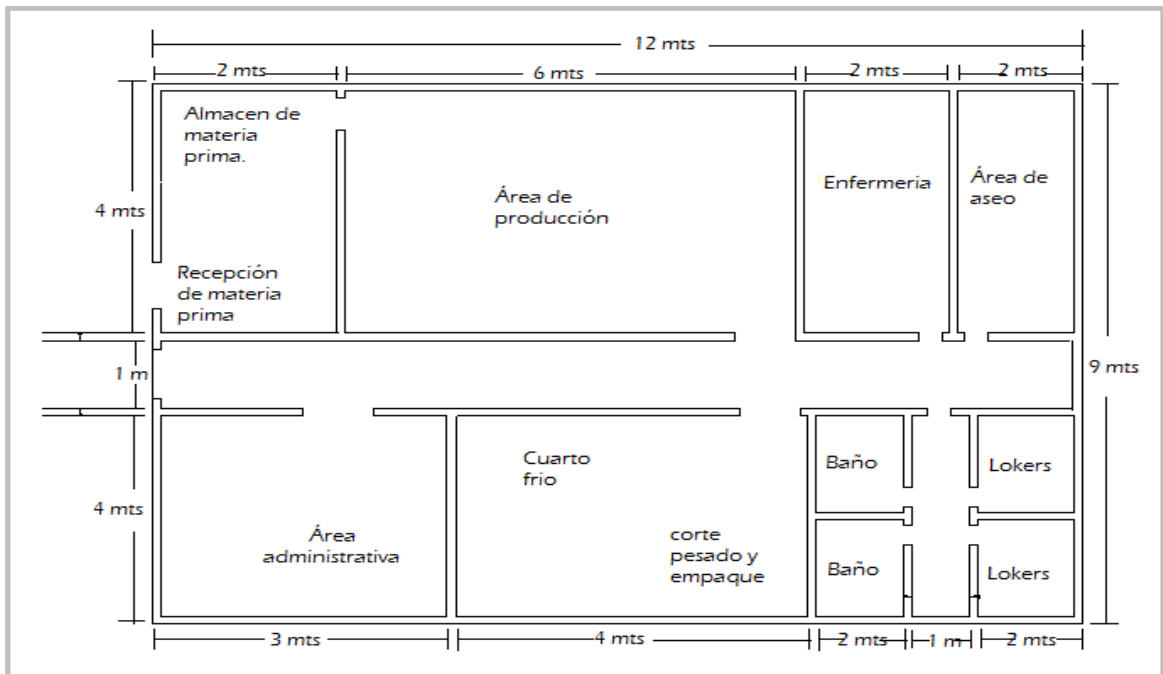 12 mts
2 mts
6 mts
2 mts
2 mts
Almacen de
materia
prima.
Área de
producción
Enfermeria
Área de
aseo
4 mts
Recepción
de materia
prima
1 m
9 mts
Cuarto
frio
Baño
Lokers
4 mts
Área
administrativa
corte
pesado y
empaque
Baño
Lokers
3 mts
4 mts
2 mts
1 m
2 mts